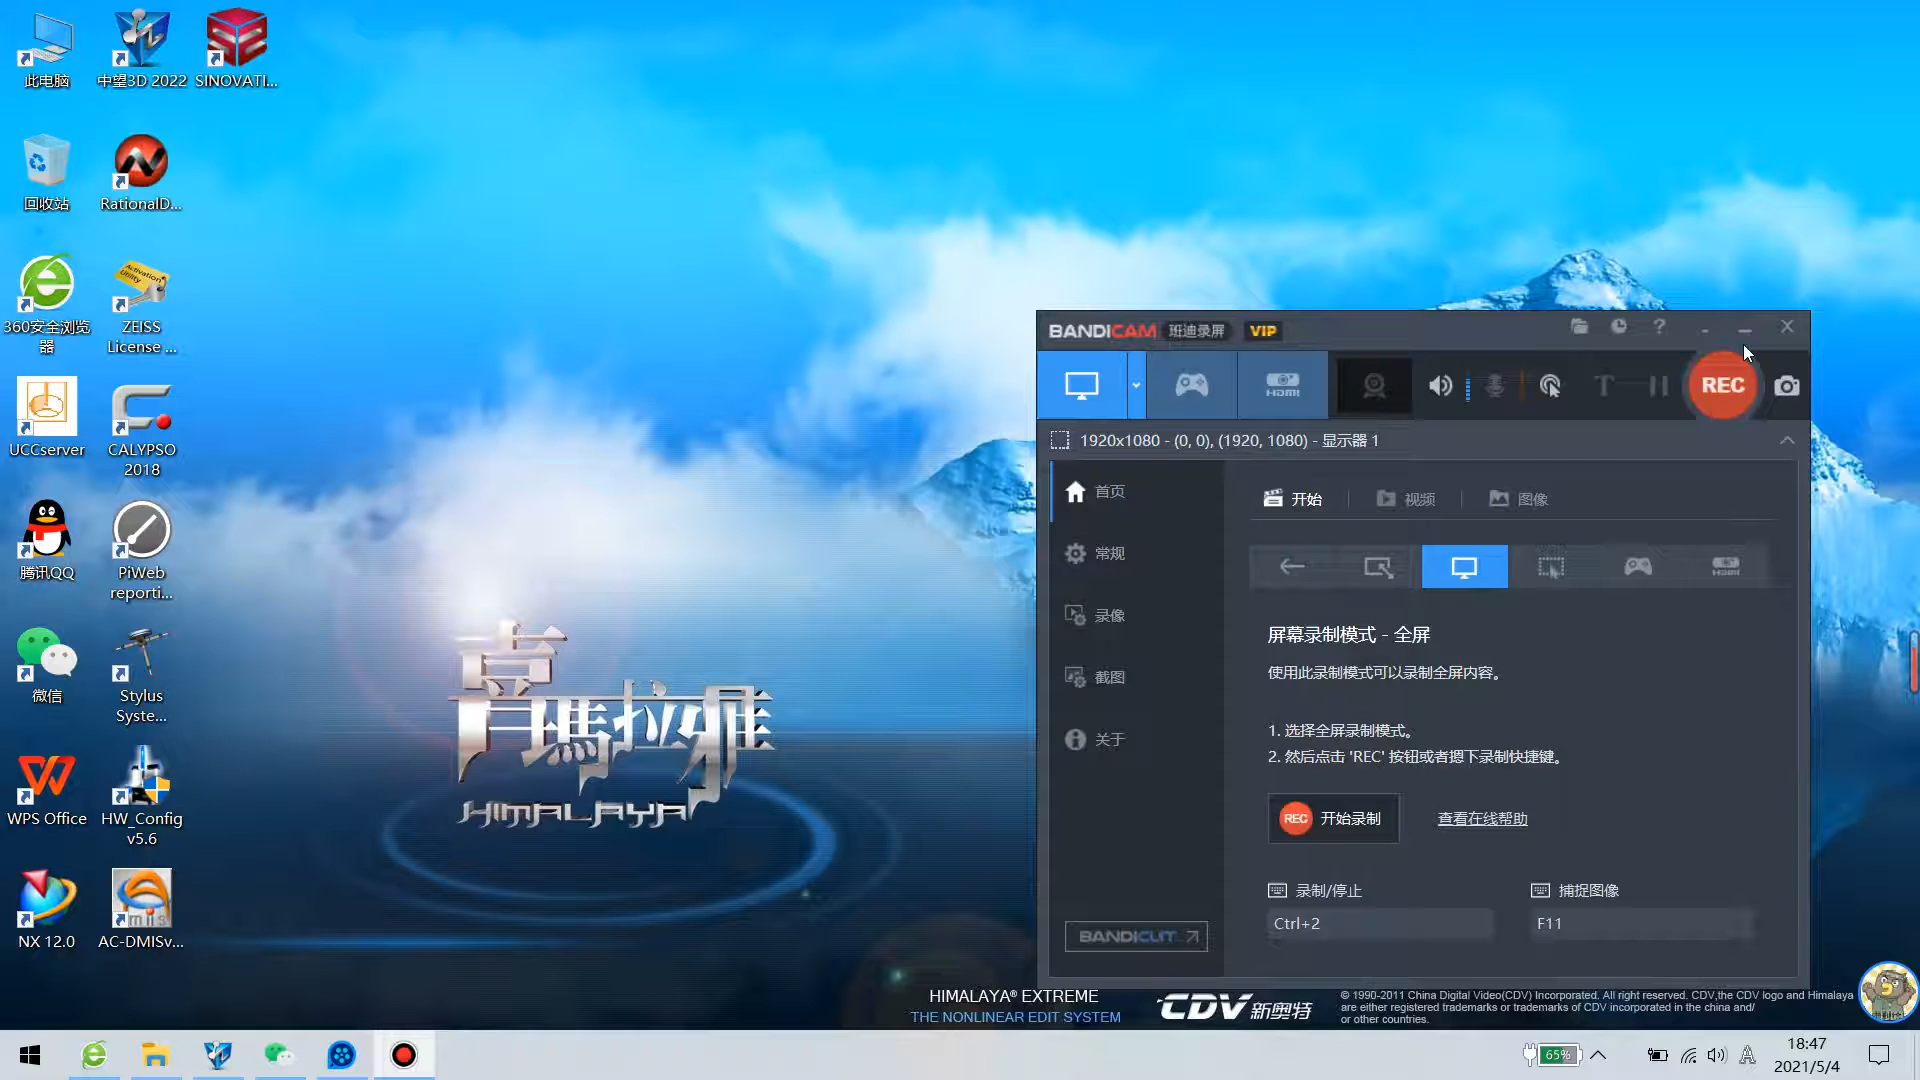 此电脑
中望3D 2022
SINOVATI...
回收站
RationalD...
360安全浏览
器
ZEISS
License ...
UCCserver
CALYPSO
2018
腾讯QQ
PiWeb
reporti...
微信
Stylus
Syste...
WPS Office
HW_Config
v5.6
NX 12.0
AC-DMISv...
喜瑪拉雅
HIMALAYA
BANDICAM 班迪录屏 VIP
HDMI
T
REC
1920x1080 - (0, 0), (1920, 1080) - 显示器 1
首页
常规
录像
截图
关于
BANDICUT
开始
视频
图像
HDMI
屏幕录制模式 - 全屏
使用此录制模式可以录制全屏内容。
1. 选择全屏录制模式。
2. 然后点击 'REC' 按钮或者摁下录制快捷键。
REC 开始录制
查看在线帮助
录制/停止
Ctrl+2
捕捉图像
F11
HIMALAYA® EXTREME
THE NONLINEAR EDIT SYSTEM
CDV 新奥特
© 1990-2011 China Digital Video(CDV) Incorporated. All right reserved. CDV,the CDV logo and Himalaya
are either registered trademarks or trademarks of CDV incorporated in the china and/
or other countries.
65%
18:47
2021/5/4